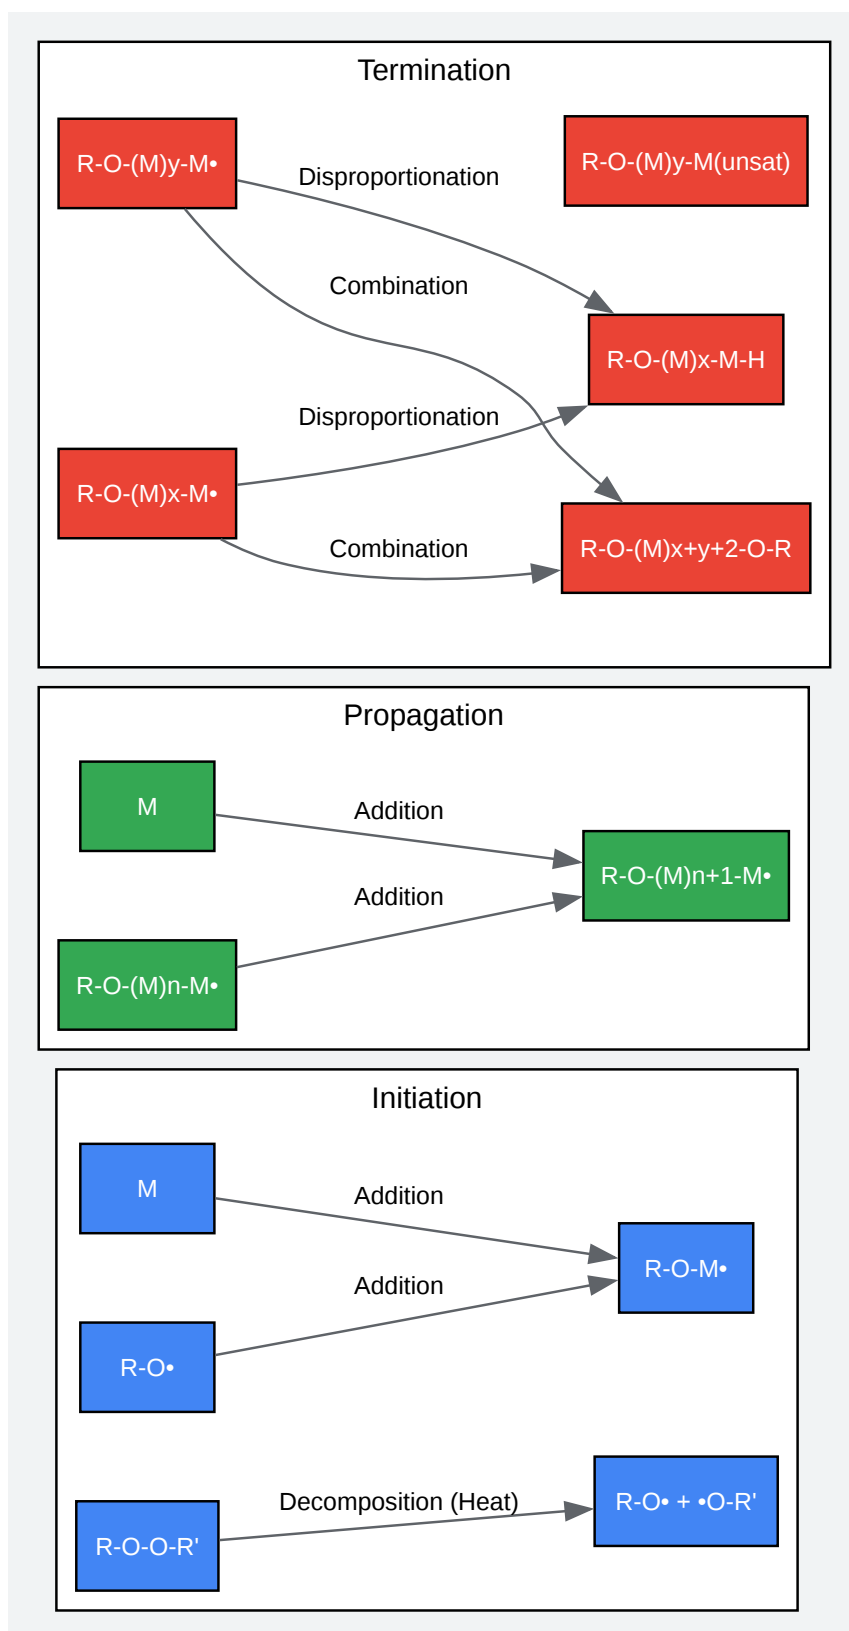 Termination
R-O-(M)y-M•
Disproportionation
R-O-(M)y-M(unsat)
Combination
R-O-(M)x-M-H
Disproportionation
R-O-(M)x-M•
Combination
R-O-(M)x+y+2-O-R
Propagation
M
Addition
R-O-(M)n+1-M•
Addition
R-O-(M)n-M•
Initiation
M
Addition
R-O-M•
Addition
R-O•
Decomposition (Heat)
R-O• + •O-R'
R-O-O-R'